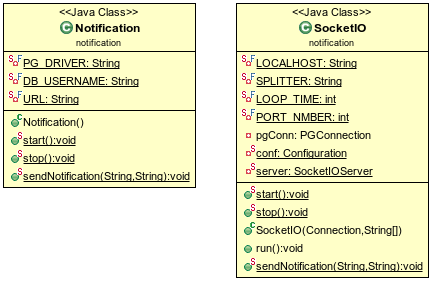 <<Java Class>>
Notification
notification
PG_DRIVER: String
DB_USERNAME: String
URL: String
Notification()
start():void
stop():void
sendNotification(String,String):void
<<Java Class>>
SocketIO
notification
LOCALHOST: String
SPLITTER: String
LOOP_TIME: int
PORT_NMBER: int
pgConn: PGConnection
conf: Configuration
server: SocketIOServer
start():void
stop():void
SocketIO(Connection,String[])
run():void
sendNotification(String,String):void